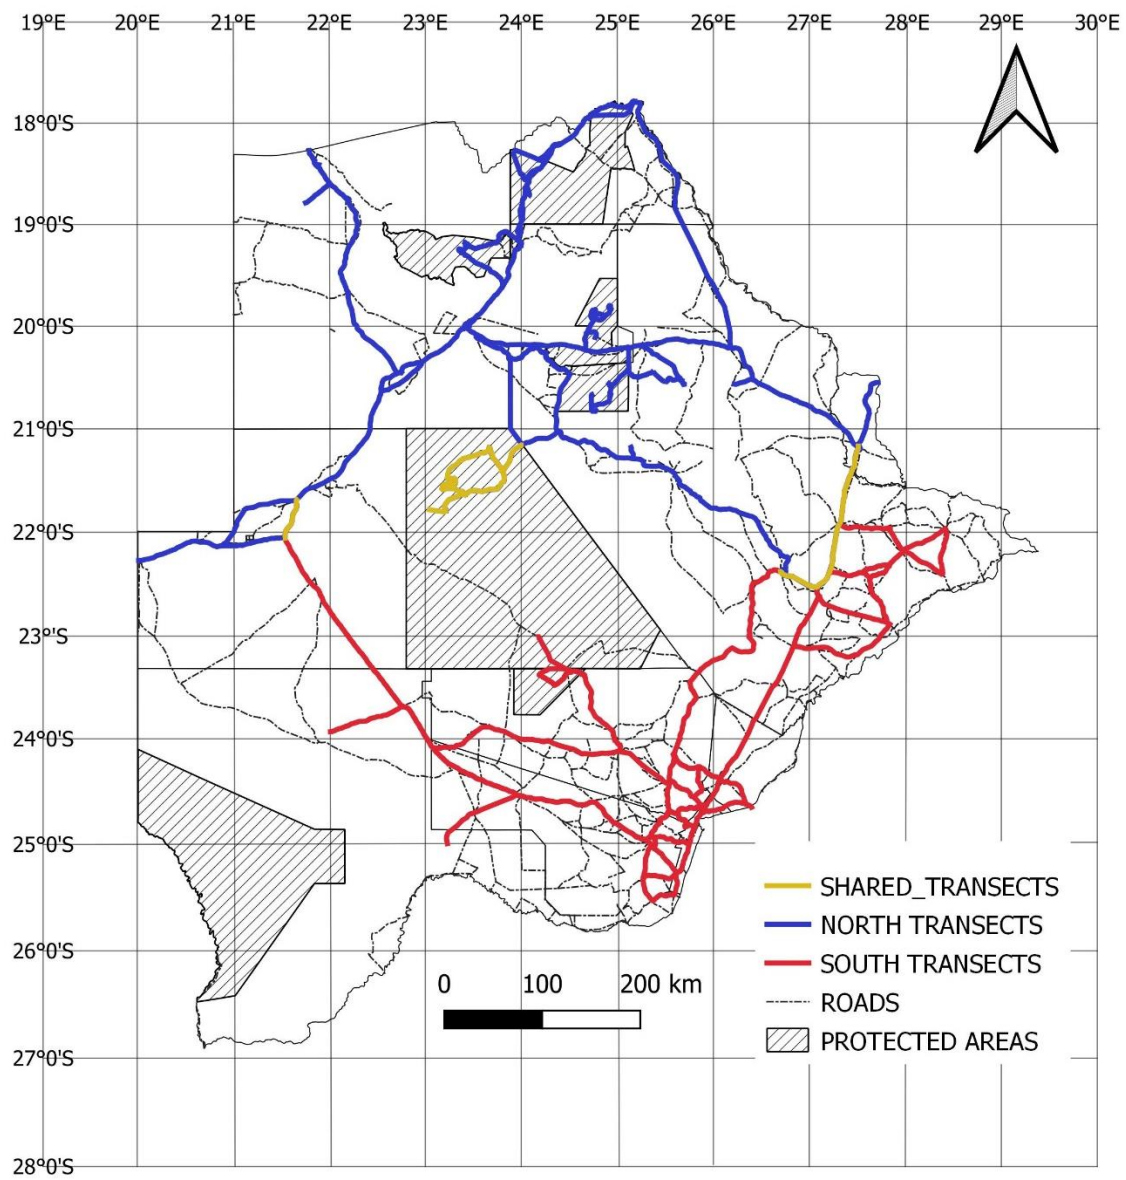 19°E 20°E 21°E 22°E 23°E 24°E 25°E 26°E 27°E 28°E 29°E 30°E
18°0'S
19°0'S
20°0'S
21°0'S
22°0'S
23°0'S
24°0'S
25°0'S
26°0'S
27°0'S
28°0'S
0 100 200 km
SHARED_TRANSECTS
NORTH TRANSECTS
SOUTH TRANSECTS
ROADS
PROTECTED AREAS